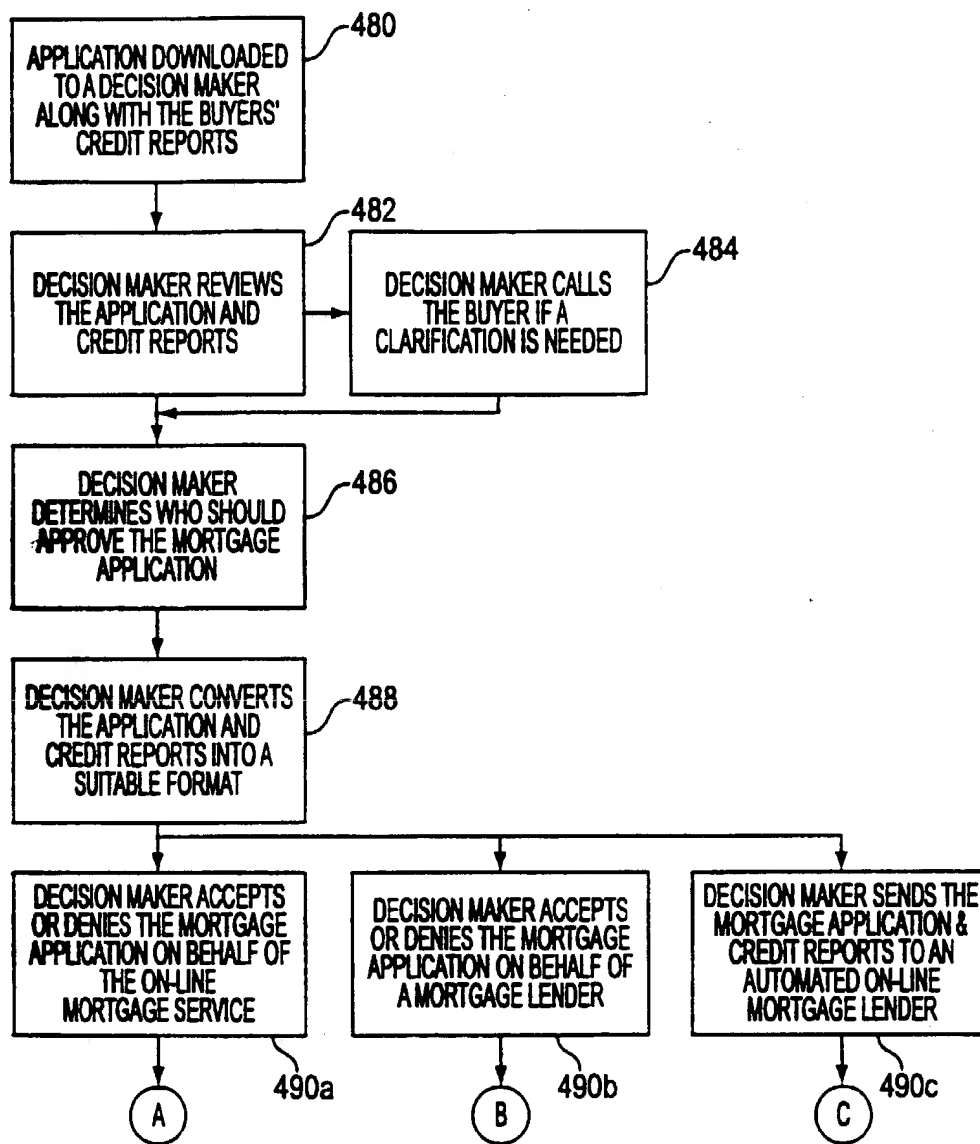 480
APPLICATION DOWNLOADED
TO A DECISION MAKER
ALONG WITH THE BUYERS'
CREDIT REPORTS
482
DECISION MAKER REVIEWS
THE APPLICATION AND
CREDIT REPORTS
484
DECISION MAKER CALLS
THE BUYER IF A
CLARIFICATION IS NEEDED
486
DECISION MAKER
DETERMINES WHO SHOULD
APPROVE THE MORTGAGE
APPLICATION
488
DECISION MAKER CONVERTS
THE APPLICATION AND
CREDIT REPORTS INTO A
SUITABLE FORMAT
DECISION MAKER ACCEPTS
OR DENIES THE MORTGAGE
APPLICATION ON BEHALF OF
THE ON-LINE
MORTGAGE SERVICE
490a
A
DECISION MAKER ACCEPTS
OR DENIES THE MORTGAGE
APPLICATION ON BEHALF OF
A MORTGAGE LENDER
490b
B
DECISION MAKER SENDS THE
MORTGAGE APPLICATION &
CREDIT REPORTS TO AN
AUTOMATED ON-LINE
MORTGAGE LENDER
490c
C